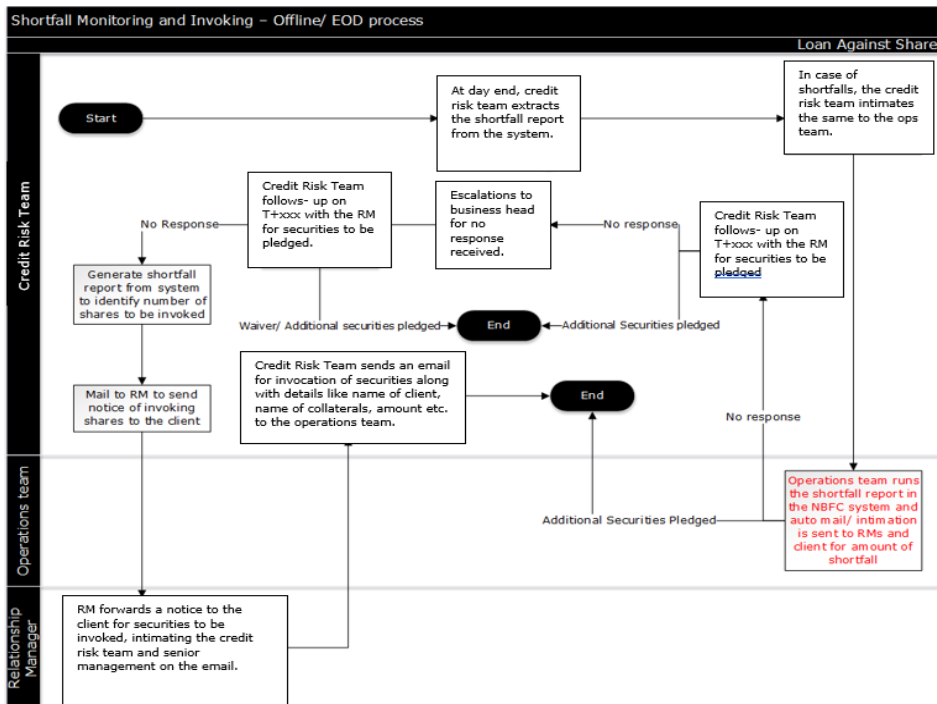 Shortfall Monitoring and Invoking – Offline/ EOD process
Loan Against Share
Credit Risk Team
Start
At day end, credit
risk team extracts
the shortfall report
from the system.
In case of
shortfalls, the credit
risk team intimates
the same to the ops
team.
Credit Risk Team
follows- up on
T+xxx with the RM
for securities to be
pledged.
Escalations to
business head
for no
response
received.
Credit Risk Team
follows- up on
T+xxx with the RM
for securities to be
pledged
No Response
No response
Generate shortfall
report from system
to identify number of
shares to be invoked
Waiver/ Additional securities pledged
End
Additional Securities pledged
Credit Risk Team sends an email
for invocation of securities along
with details like name of client,
name of collaterals, amount etc.
to the operations team.
End
Mail to RM to send
notice of invoking
shares to the client
No response
Operations team
Additional Securities Pledged
Operations team runs
the shortfall report in
the NBFC system and
auto mail/ intimation
is sent to RMs and
client for amount of
shortfall
Relationship
Manager
RM forwards a notice to the
client for securities to be
invoked, intimating the credit
risk team and senior
management on the email.